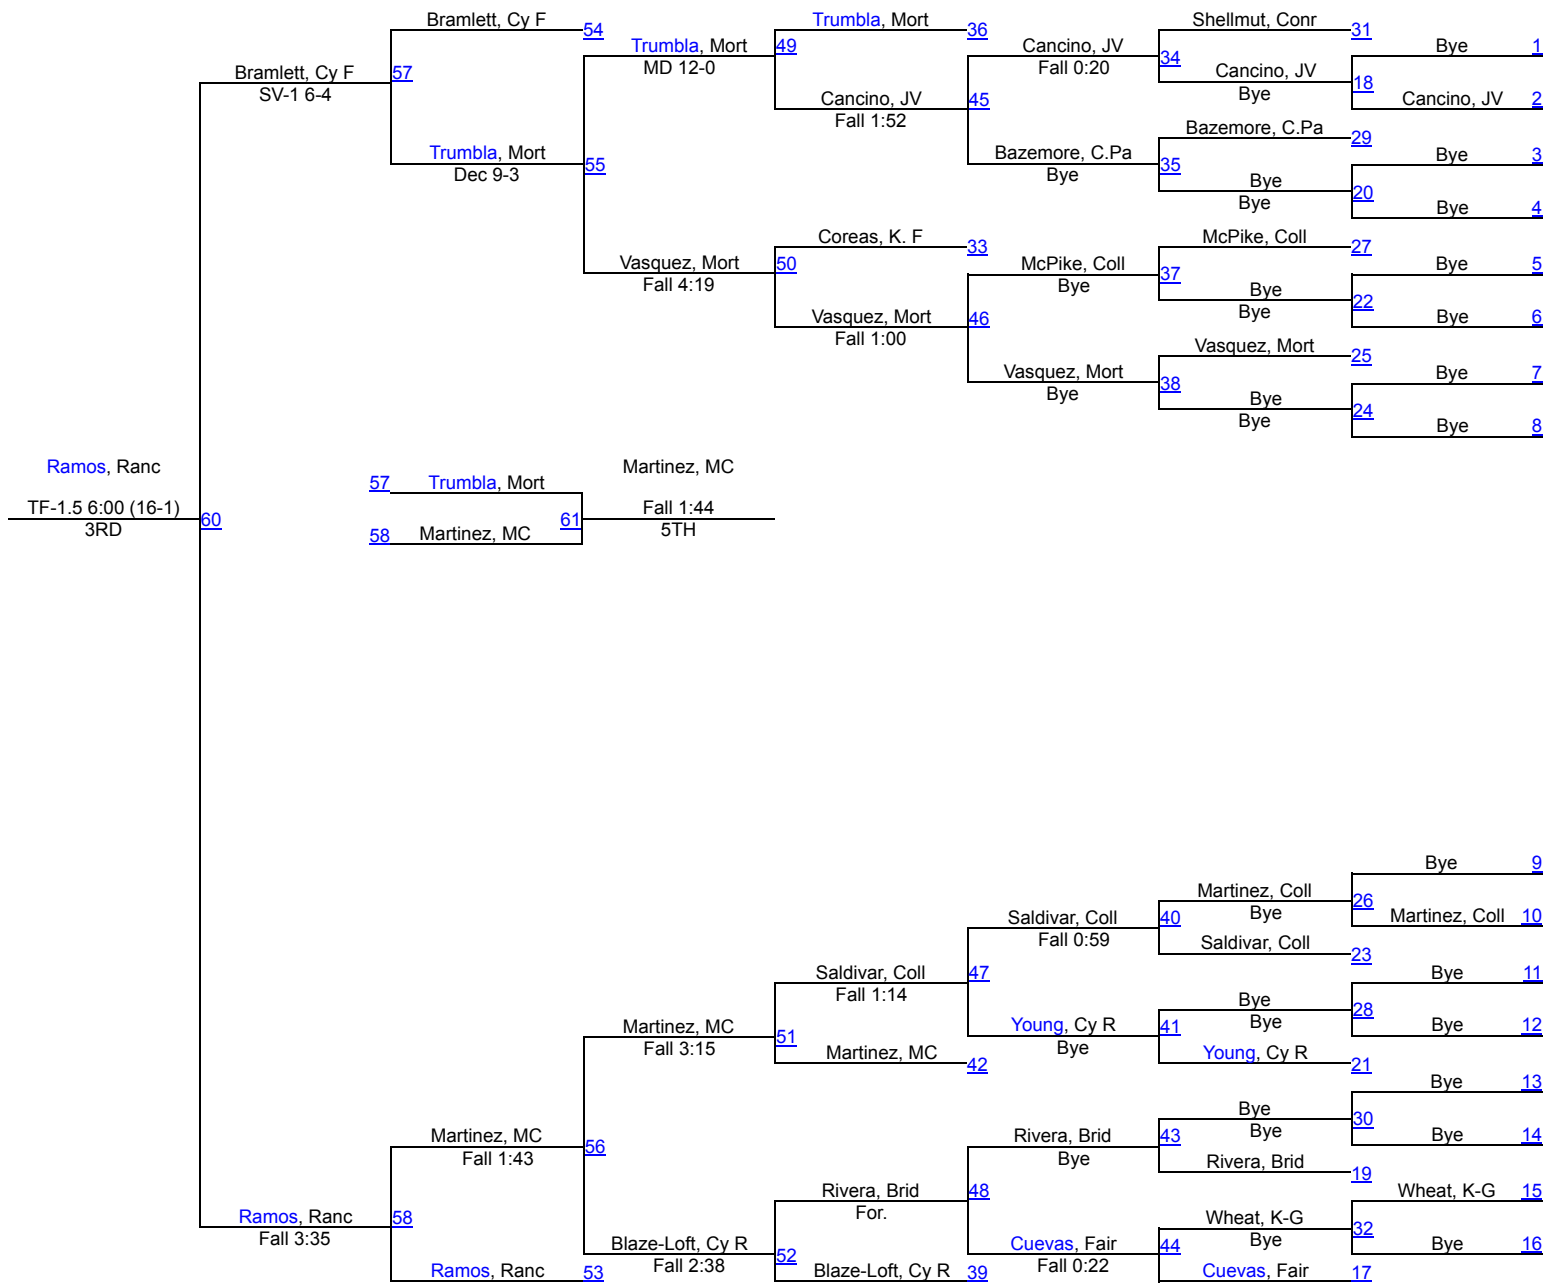 Bramlett, Cy F 54
Trumbla, Mort 36
Shellmut, Conr 31
Trumbla, Mort 49
MD 12-0
Cancino, JV 34
Fall 0:20
Bye 1
Bramlett, Cy F 57
SV-1 6-4
Cancino, JV 18
Bye
Cancino, JV 45
Fall 1:52
Cancino, JV 2
Bazemore, C.Pa 29
Trumbla, Mort 55
Dec 9-3
Bazemore, C.Pa 35
Bye
Bye 3
Bye 20
Bye
Bye 4
Coreas, K. F 33
McPike, Coll 27
Vasquez, Mort 50
Fall 4:19
McPike, Coll 37
Bye
Bye 5
Bye 22
Bye
Vasquez, Mort 46
Fall 1:00
Bye 6
Vasquez, Mort 25
Vasquez, Mort 38
Bye
Bye 7
Bye 24
Bye
Bye 8
Ramos, Ranc
TF-1.5 6:00 (16-1) 60
3RD
57 Trumbla, Mort
58 Martinez, MC 61
Martinez, MC
Fall 1:44
5TH
Bye 9
Martinez, Coll 26
Bye
Martinez, Coll 10
Saldivar, Coll 40
Fall 0:59
Saldivar, Coll 23
Saldivar, Coll 47
Fall 1:14
Bye 11
Bye 28
Bye
Bye 12
Martinez, MC 51
Fall 3:15
Young, Cy R 41
Bye
Martinez, MC 42
Young, Cy R 21
Bye 13
Bye 30
Bye
Bye 14
Martinez, MC 56
Fall 1:43
Rivera, Brid 43
Bye
Rivera, Brid 19
Rivera, Brid 48
For.
Wheat, K-G 15
Ramos, Ranc 58
Fall 3:35
Wheat, K-G 32
Bye
Bye 16
Blaze-Loft, Cy R 52
Fall 2:38
Cuevas, Fair 44
Fall 0:22
Ramos, Ranc 53
Blaze-Loft, Cy R 39
Cuevas, Fair 17